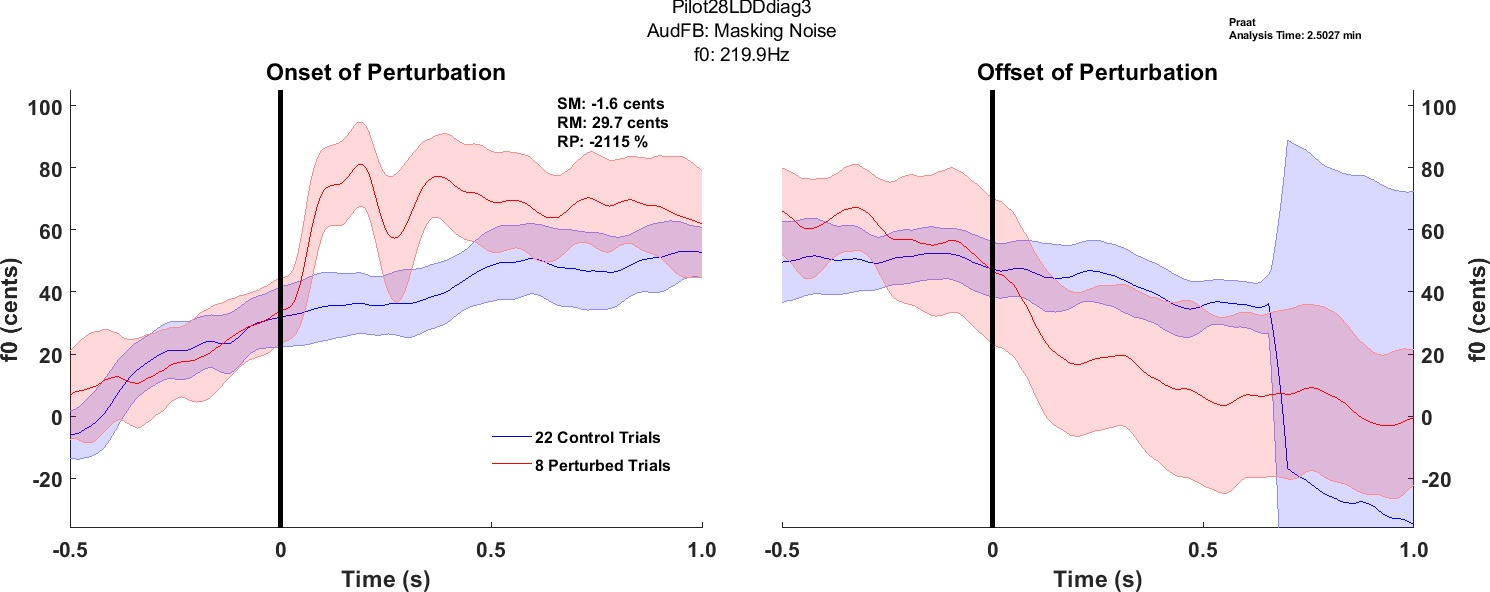 Pilot28LDDdiag3
AudFB: Masking Noise
f0: 219.9Hz
Praat
Analysis Time: 2.5027 min
Onset of Perturbation
Offset of Perturbation
SM: -1.6 cents
RM: 29.7 cents
RP: -2115 %
100
80
60
40
20
0
-20
f0 (cents)
22 Control Trials
8 Perturbed Trials
-0.5
0
0.5
1.0
Time (s)
100
80
60
40
20
0
-20
f0 (cents)
-0.5
0
0.5
1.0
Time (s)